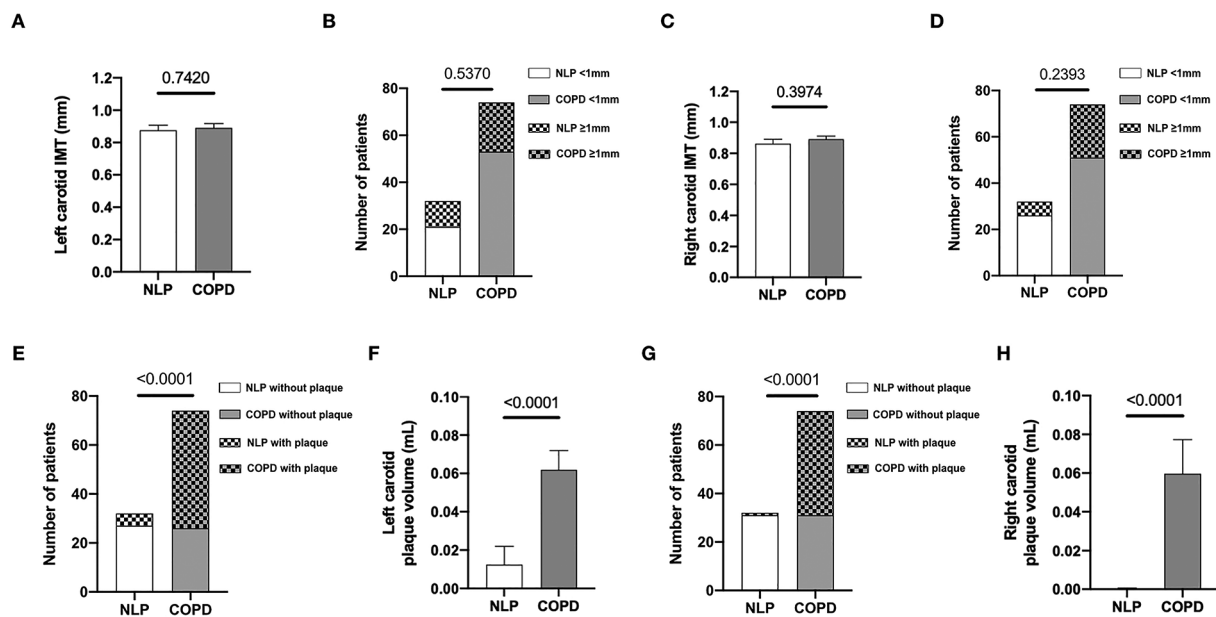 A
Left carotid IMT (mm)
1.2
1.0
0.8
0.6
0.4
0.2
0.0
0.7420
NLP COPD
B
Number of patients
80
60
40
20
0
0.5370
NLP COPD
NLP <1mm
COPD <1mm
NLP ≥1mm
COPD ≥1mm
C
Right carotid IMT (mm)
1.2
1.0
0.8
0.6
0.4
0.2
0.0
0.3974
NLP COPD
D
Number of patients
80
60
40
20
0
0.2393
NLP COPD
NLP <1mm
COPD <1mm
NLP ≥1mm
COPD ≥1mm
E
Number of patients
80
60
40
20
0
<0.0001
NLP COPD
NLP without plaque
COPD without plaque
NLP with plaque
COPD with plaque
F
Left carotid
plaque volume (mL)
0.10
0.08
0.06
0.04
0.02
0.00
<0.0001
NLP COPD
G
Number of patients
80
60
40
20
0
<0.0001
NLP COPD
NLP without plaque
COPD without plaque
NLP with plaque
COPD with plaque
H
Right carotid
plaque volume (mL)
0.10
0.08
0.06
0.04
0.02
0.00
<0.0001
NLP COPD